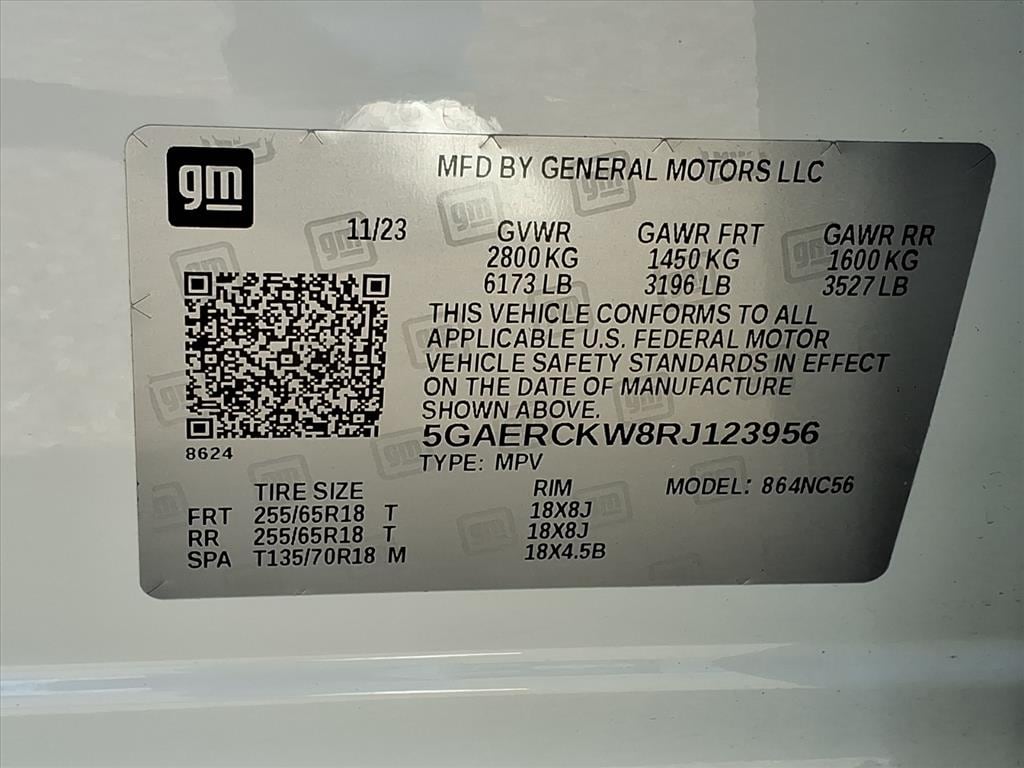 gm
MFD BY GENERAL MOTORS LLC
11/23 GVWR GAWR FRT GAWR RR
2800 KG 1450 KG 1600 KG
6173 LB 3196 LB 3527 LB
THIS VEHICLE CONFORMS TO ALL
APPLICABLE U.S. FEDERAL MOTOR
VEHICLE SAFETY STANDARDS IN EFFECT
ON THE DATE OF MANUFACTURE
SHOWN ABOVE.
5GAERCKW8RJ123956
8624
TYPE: MPV
TIRE SIZE RIM MODEL: 864NC56
FRT 255/65R18 T 18X8J
RR 255/65R18 T 18X8J
SPA T135/70R18 M 18X4.5B